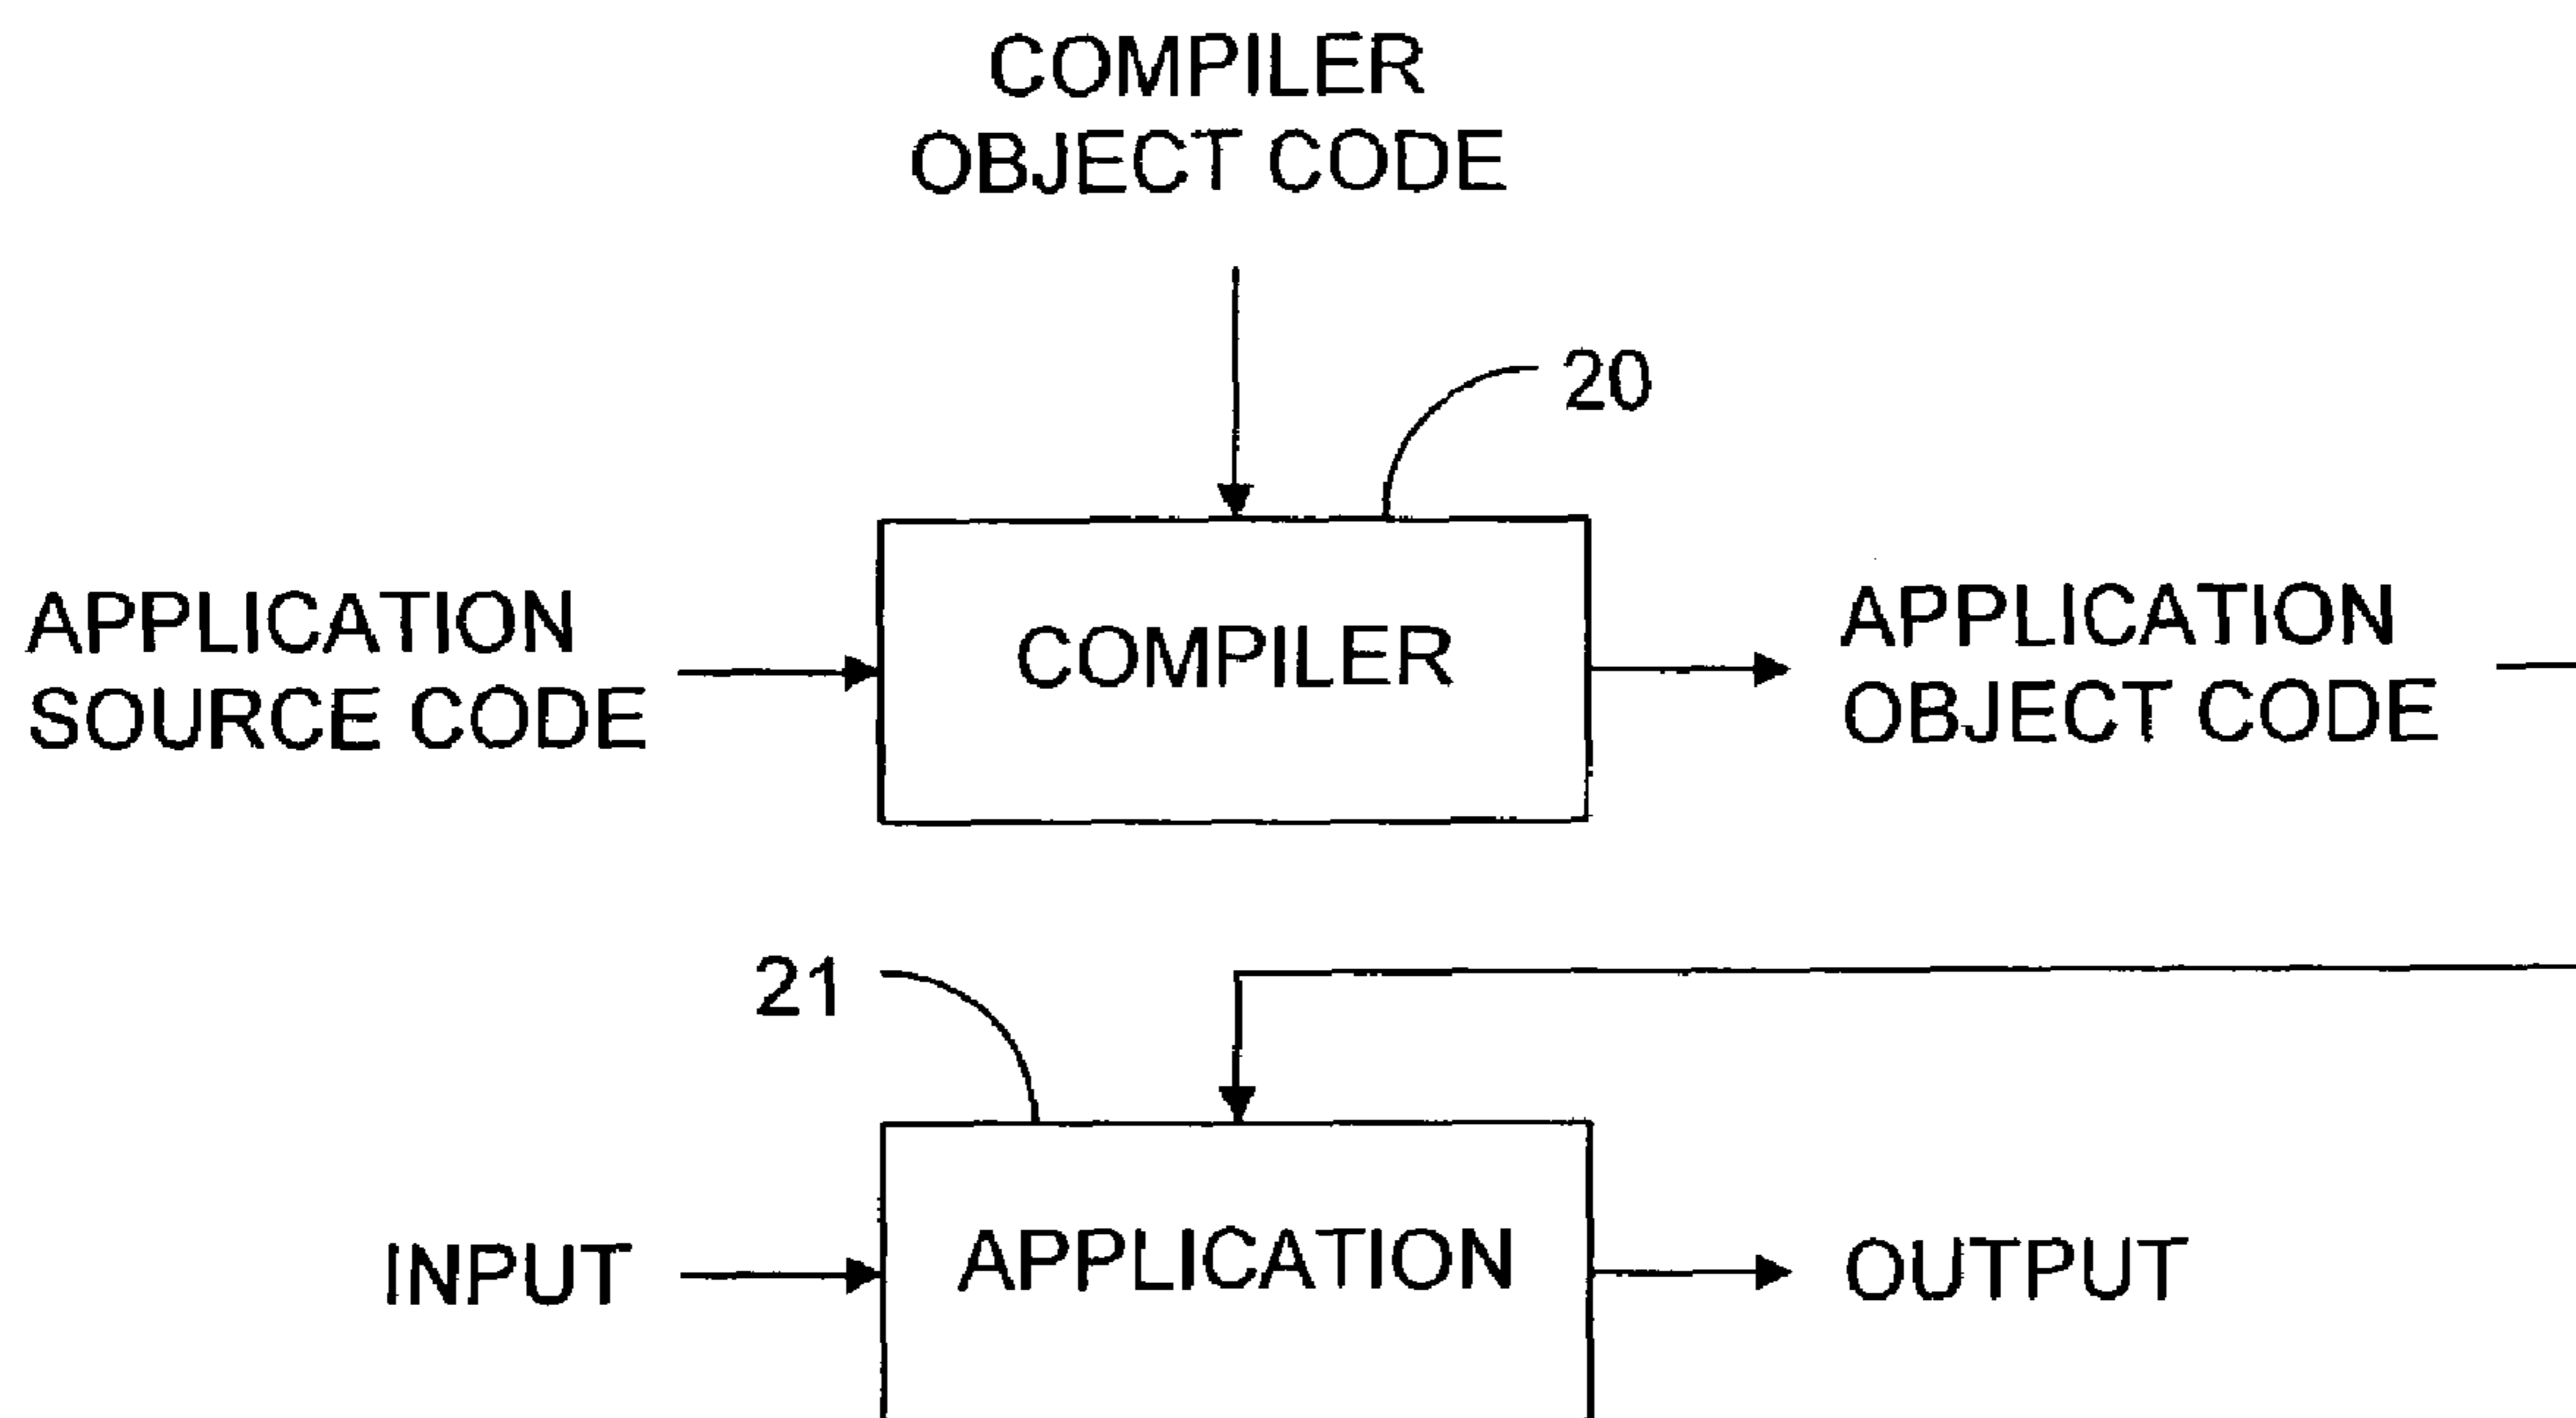 COMPILER
OBJECT CODE
20
APPLICATION
SOURCE CODE
COMPILER
APPLICATION
OBJECT CODE
21
INPUT
APPLICATION
OUTPUT